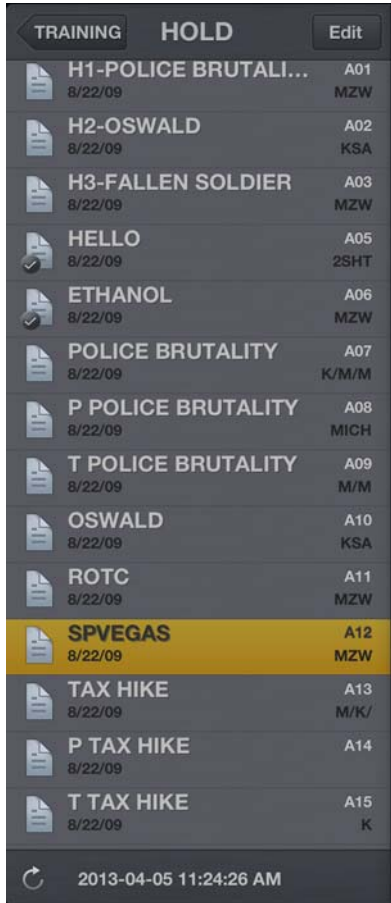 TRAINING HOLD Edit
H1-POLICE BRUTALI... A01
8/22/09 MZW
H2-OSWALD A02
8/22/09 KSA
H3-FALLEN SOLDIER A03
8/22/09 MZW
HELLO A05
8/22/09 2SHT
ETHANOL A06
8/22/09 MZW
POLICE BRUTALITY A07
8/22/09 K/M/M
P POLICE BRUTALITY A08
8/22/09 MICH
T POLICE BRUTALITY A09
8/22/09 M/M
OSWALD A10
8/22/09 KSA
ROTC A11
8/22/09 MZW
SPVEGAS A12
8/22/09 MZW
TAX HIKE A13
8/22/09 M/K/
P TAX HIKE A14
8/22/09
T TAX HIKE A15
8/22/09 K
2013-04-05 11:24:26 AM